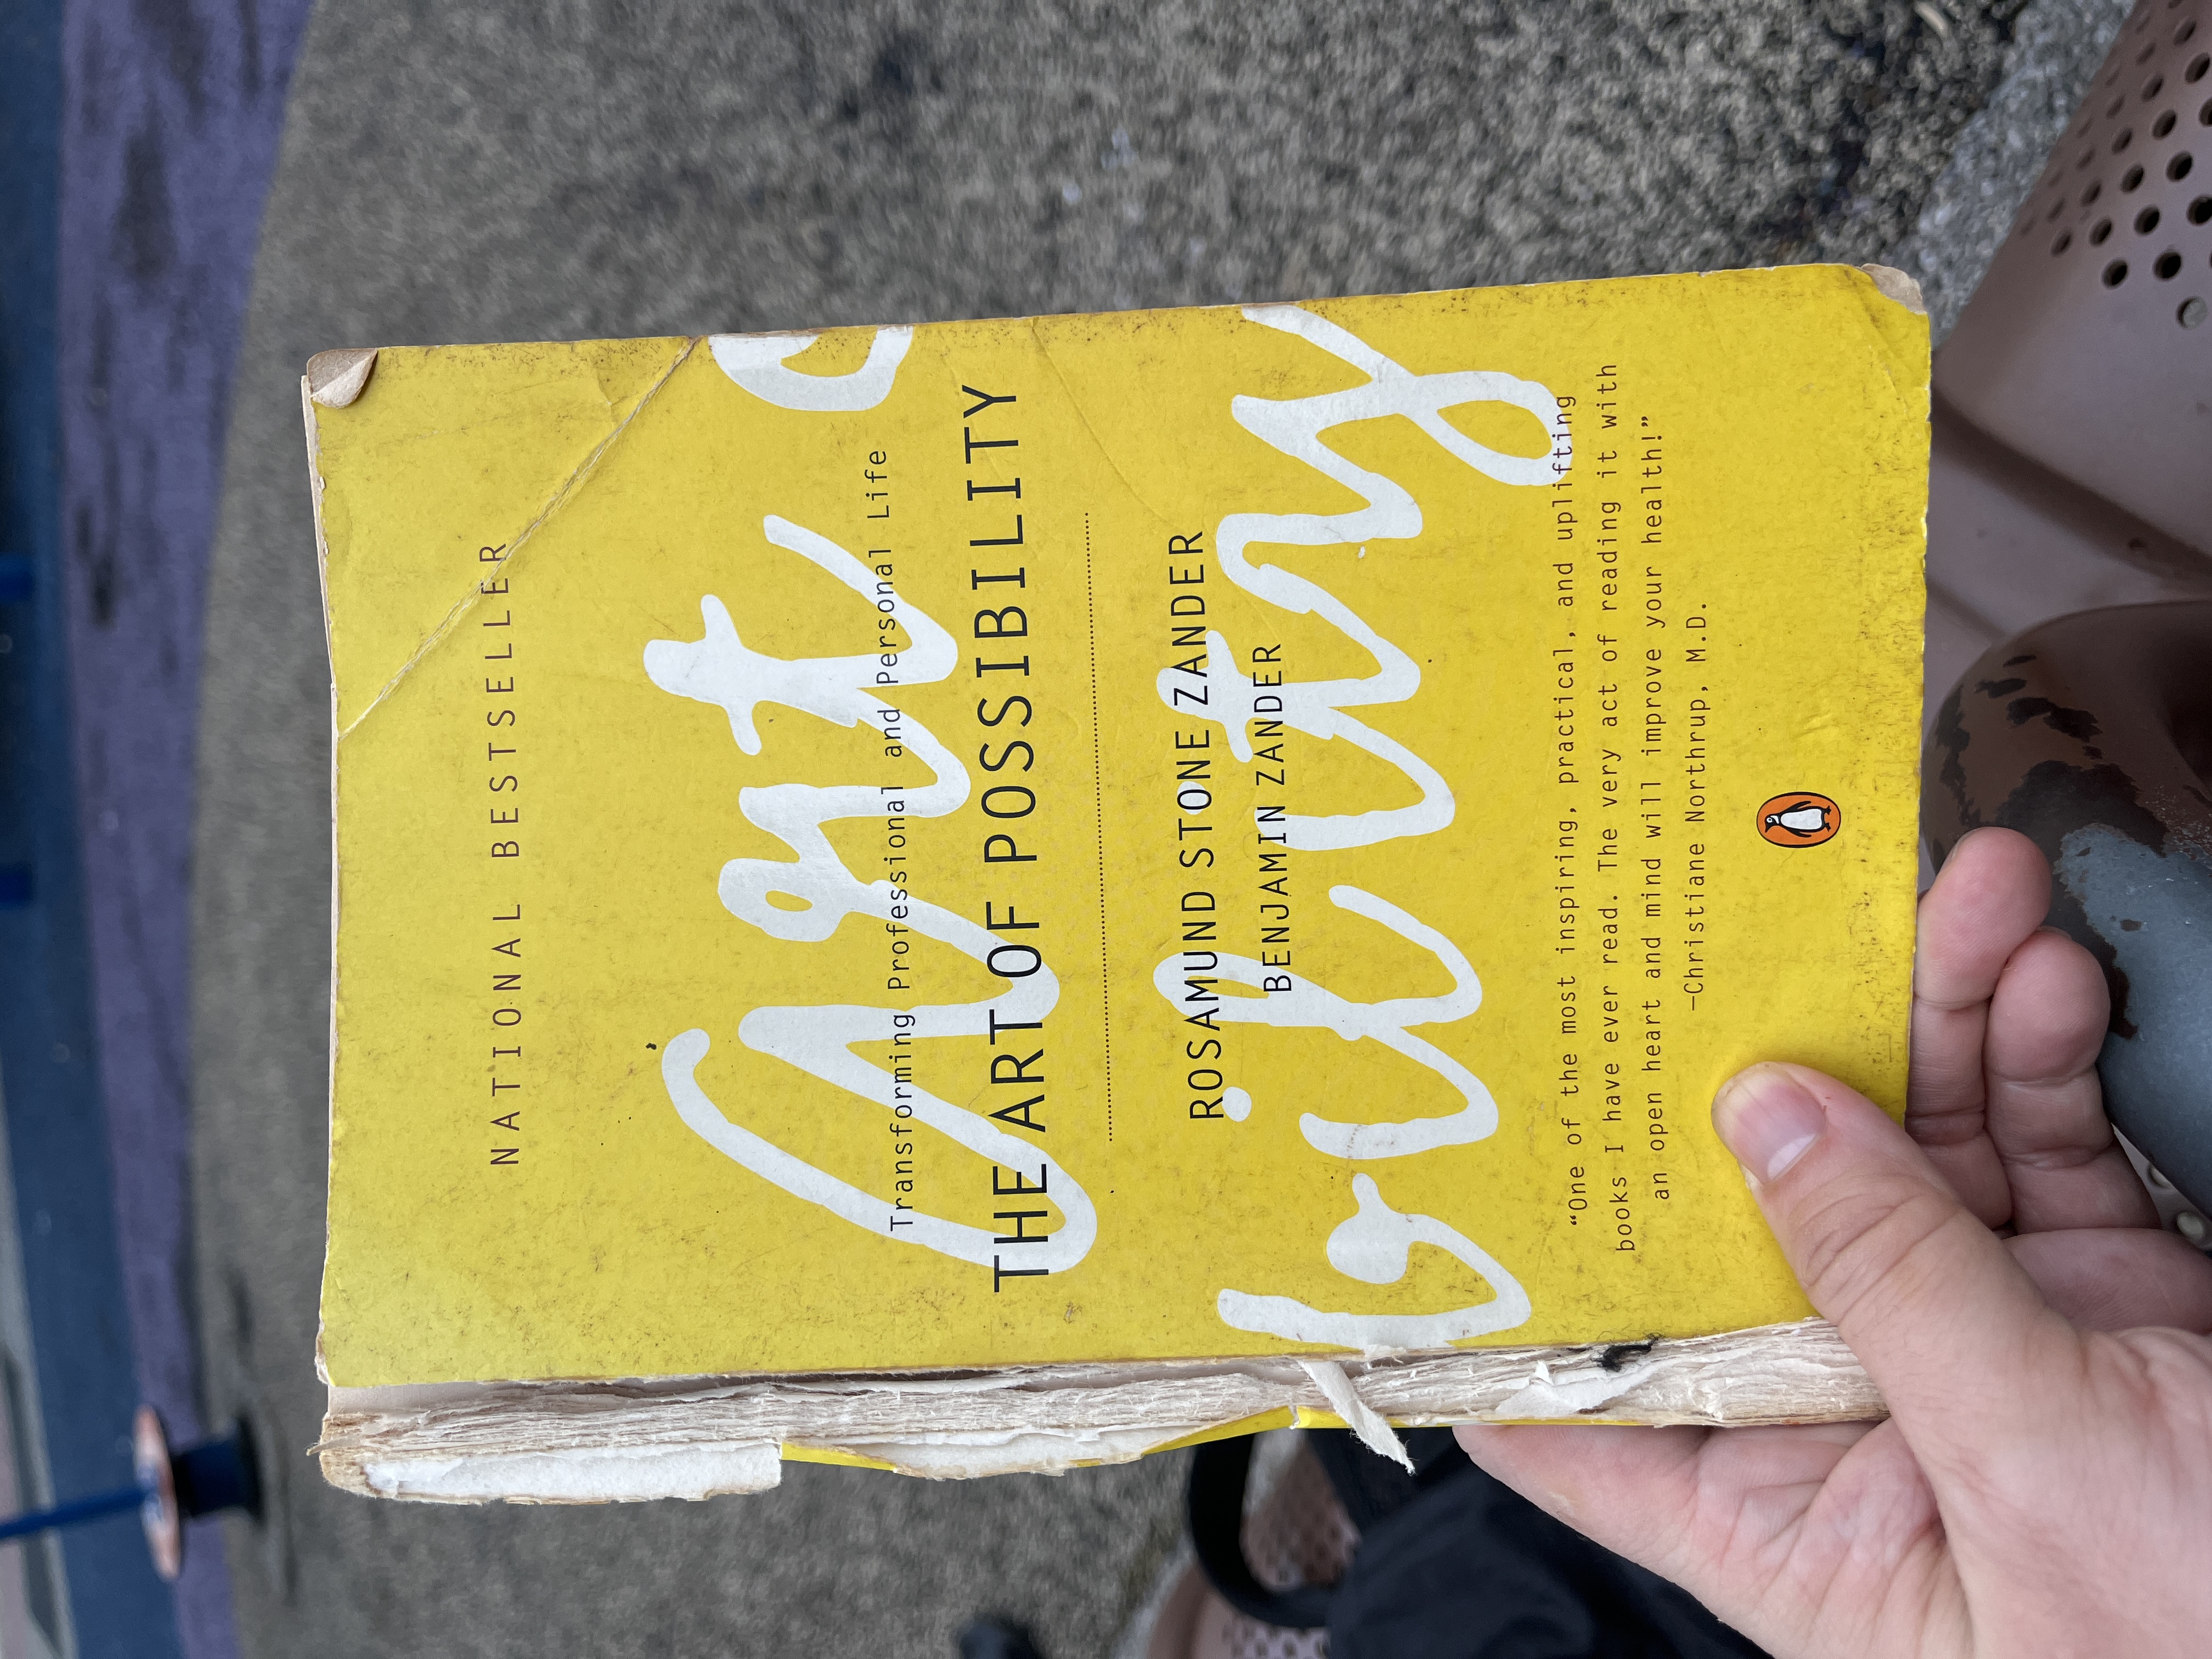 NATIONAL BESTSELLER
Art o
Transforming Professional and Personal Life
THE ART OF POSSIBILITY
ROSAMUND STONE ZANDER
BENJAMIN ZANDER
“One of the most inspiring, practical, and uplifting
books I have ever read. The very act of reading it with
an open heart and mind will improve your health!”
—Christiane Northrup, M.D.